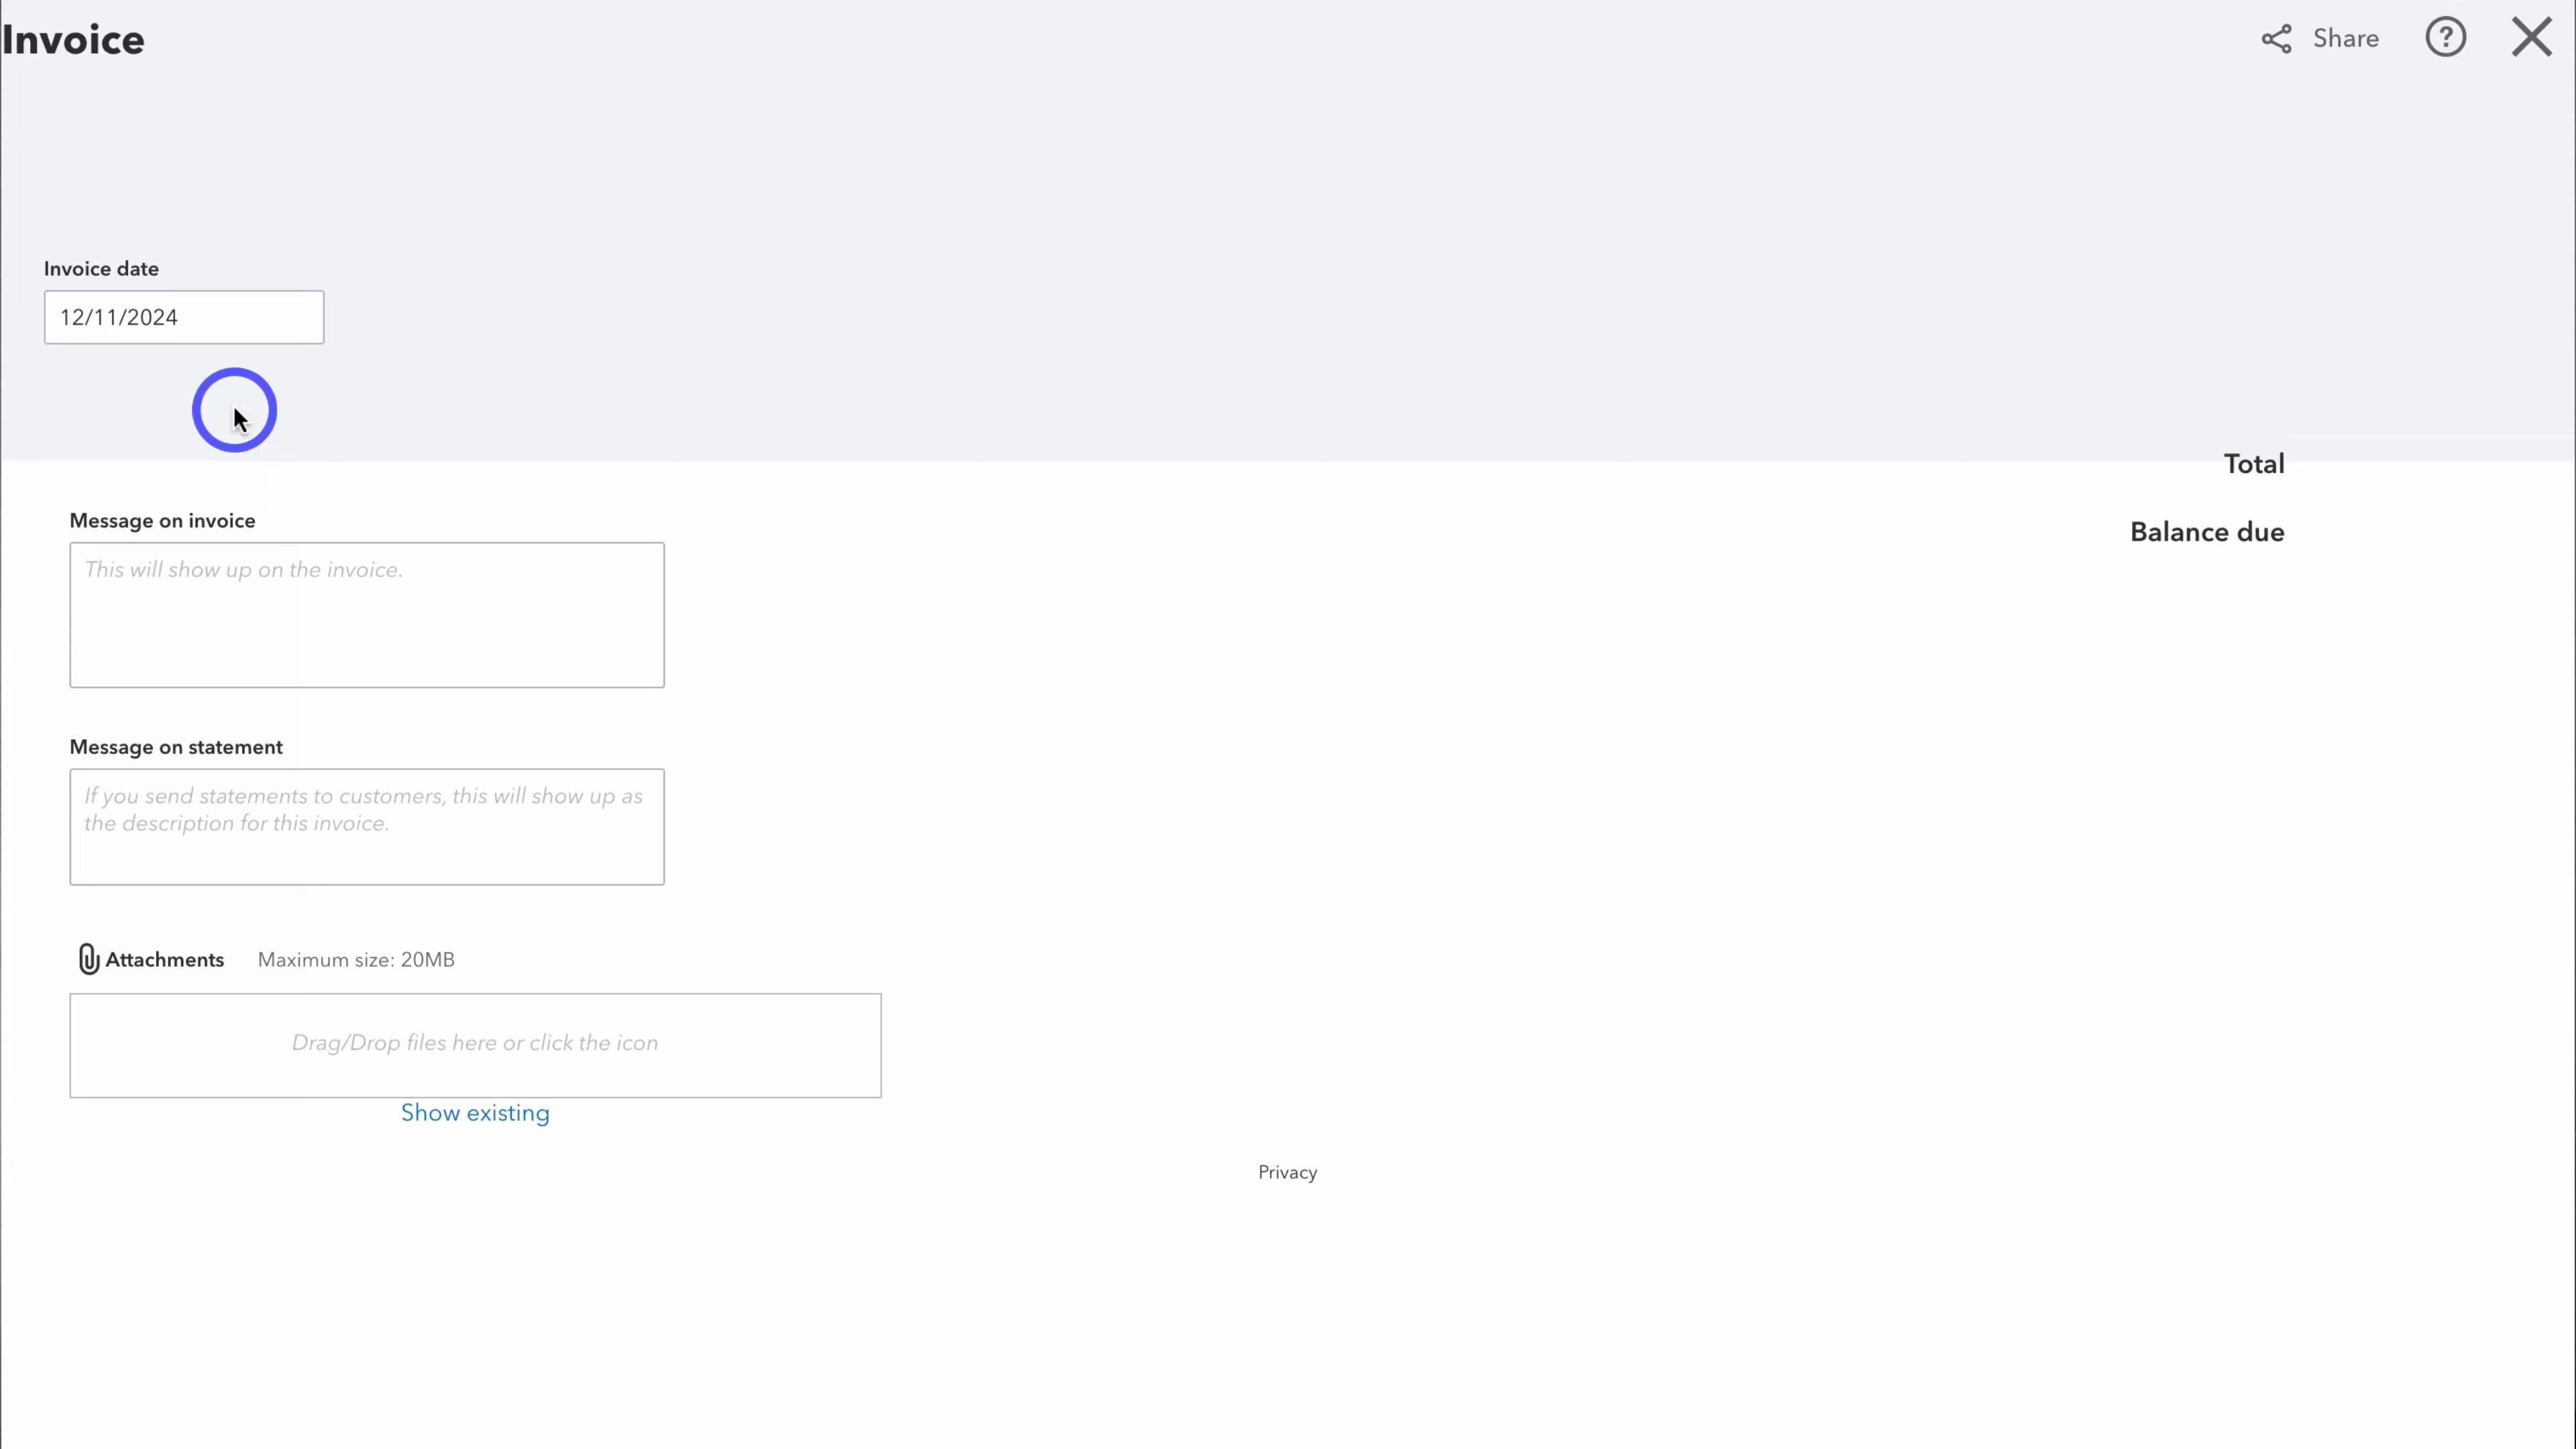 Invoice
Share
?
Invoice date
12/11/2024
Total
Message on invoice
Balance due
This will show up on the invoice.
Message on statement
If you send statements to customers, this will show up as
the description for this invoice.
Attachments Maximum size: 20MB
Drag/Drop files here or click the icon
Show existing
Privacy